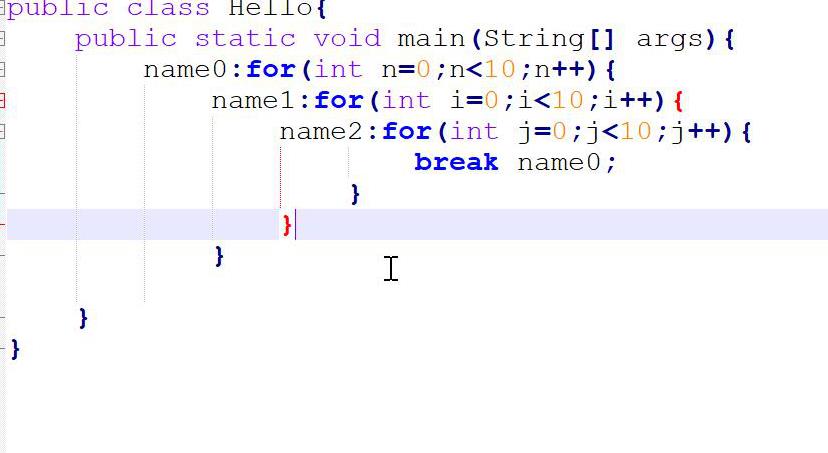 public class Hello{
public static void main(String[] args){
name0:for(int n=0;n<10;n++){
name1:for(int i=0;i<10;i++){
name2:for(int j=0;j<10;j++){
break name0;
}
}
}
}
}